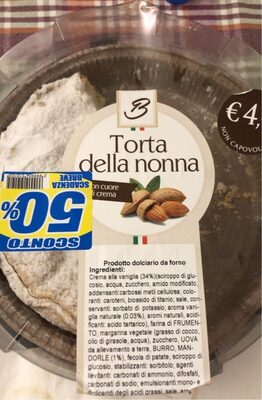 B
€ 4,
NON CAPOVOL
Torta
della nonna
con cuore
di crema
SCONTO
50%
SCADENZA
BREVE
Prodotto dolciario da forno
Ingredienti:
Crema alla vaniglia (34%)(sciroppo di glu-
cosio, acqua, zucchero, amido modificato,
addensanti:carbossi metil cellulosa, colo-
ranti: caroteni, biossido di titanio, sale, con-
servanti: sorbato di potassio, aroma vani-
glia naturale (0.03%), aromi naturali, acidi-
ficanti: acido tartarico), farina di FRUMEN-
TO, margarina vegetale (grasso di cocco,
olio di girasole, acqua), zucchero, UOVA
da allevamento a terra, BURRO, MAN-
DORLE (1%), fecola di patate, sciroppo di
glucosio, stabilizzanti: sorbitolo, agenti
lievitanti: carbonati di ammonio, difosfati,
carbonati di sodio; emulsionanti:mono-
digliceridi degli acidi grassi, sale,